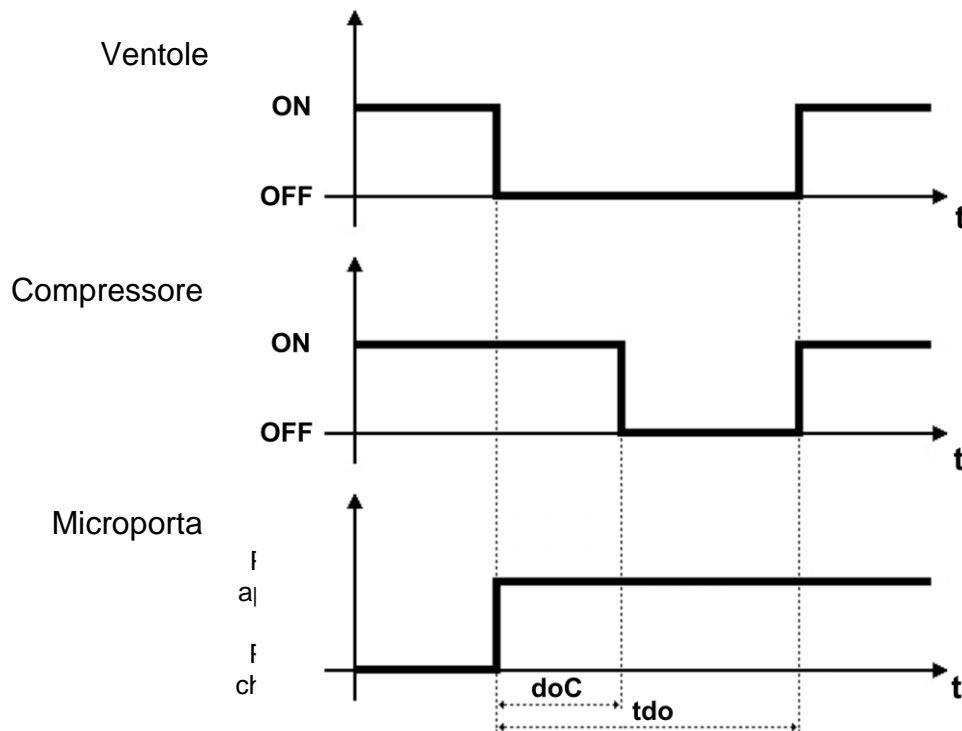 Ventole
ON
OFF
t
Compressore
ON
OFF
t
Microporta
t
doC
tdo